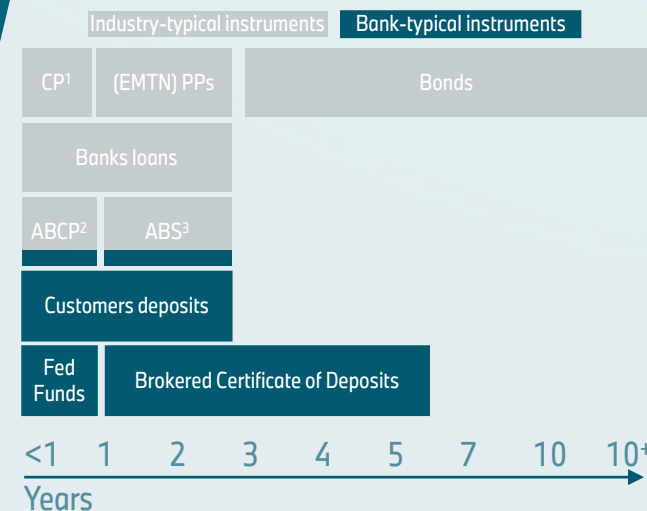 Industry-typical instruments Bank-typical instruments
CP¹ (EMTN) PPs Bonds
Banks loans
ABCP² ABS³
Customers deposits
Fed
Funds
Brokered Certificate of Deposits
<1 1 2 3 4 5 7 10 10+
Years